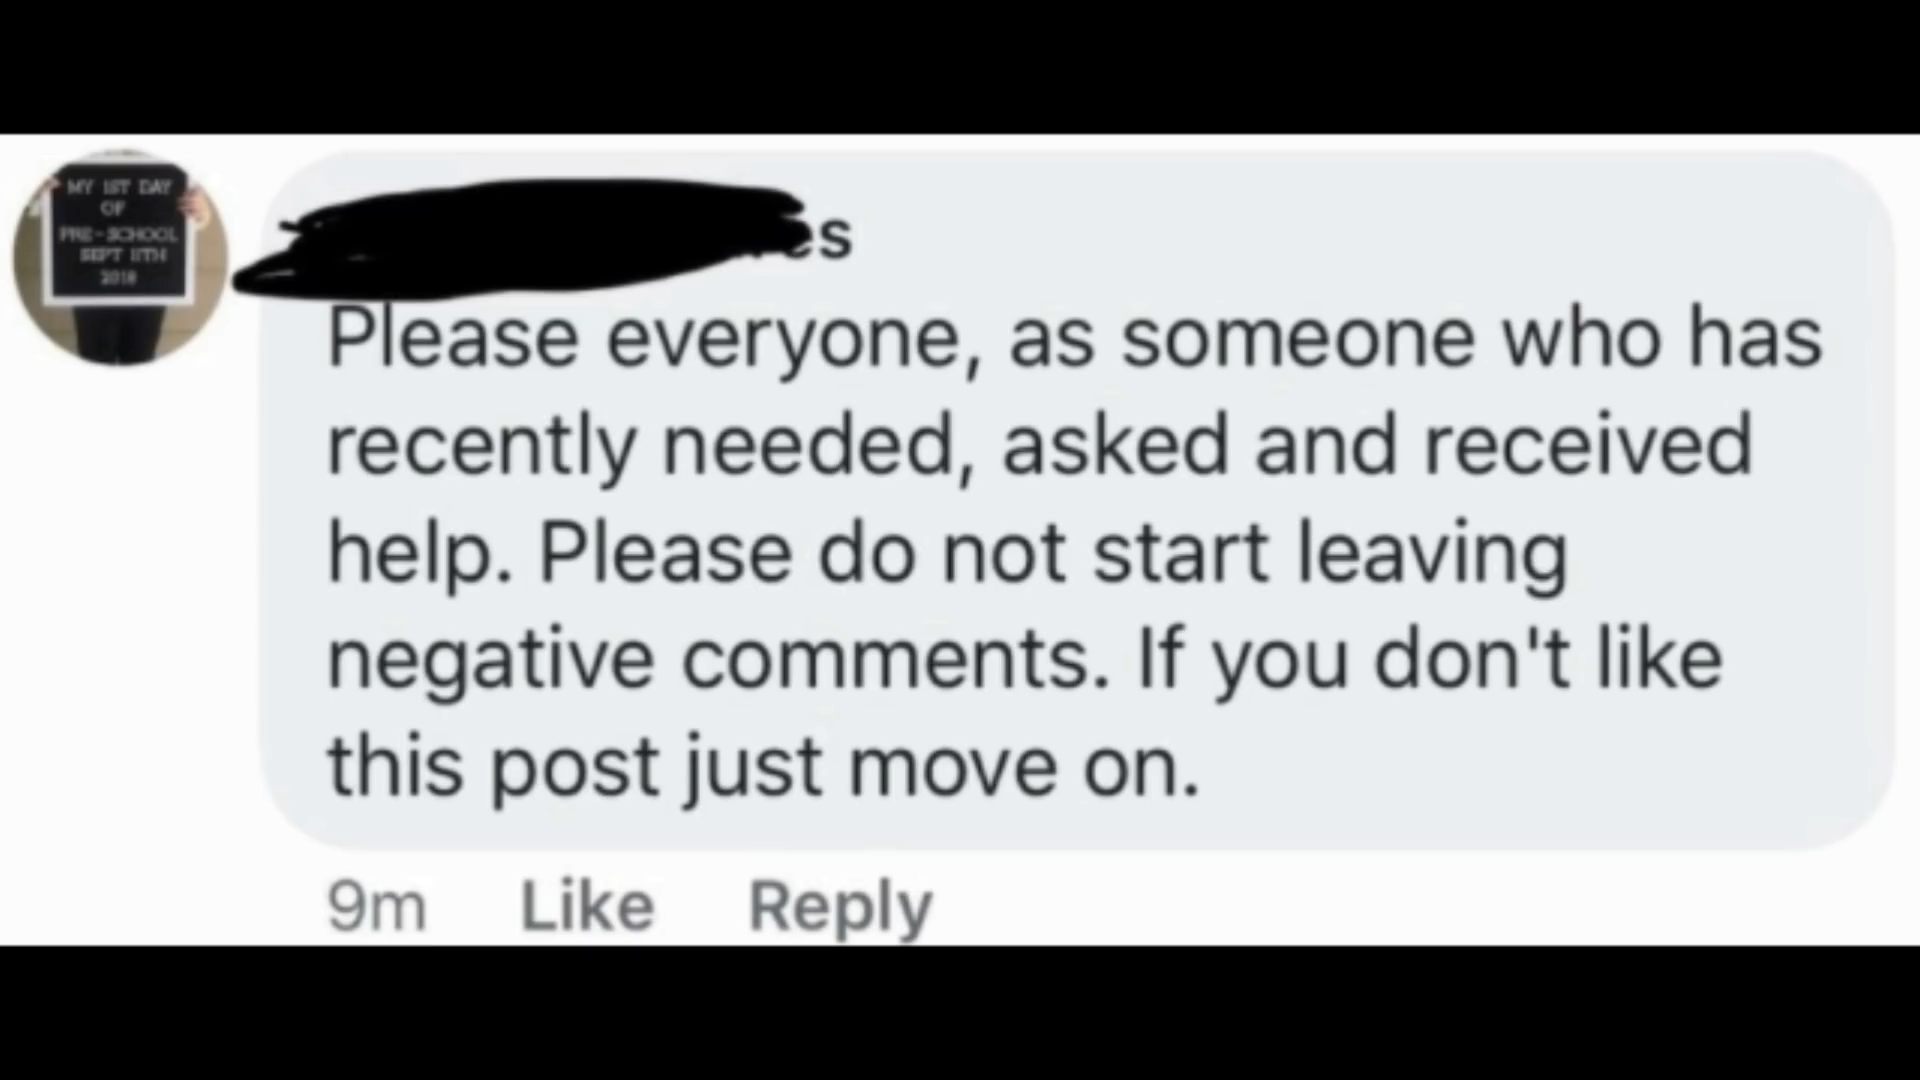 MY 1ST DAY
OF
PRE-SCHOOL
SEPT 11TH
2018
es
Please everyone, as someone who has
recently needed, asked and received
help. Please do not start leaving
negative comments. If you don't like
this post just move on.
9m Like Reply